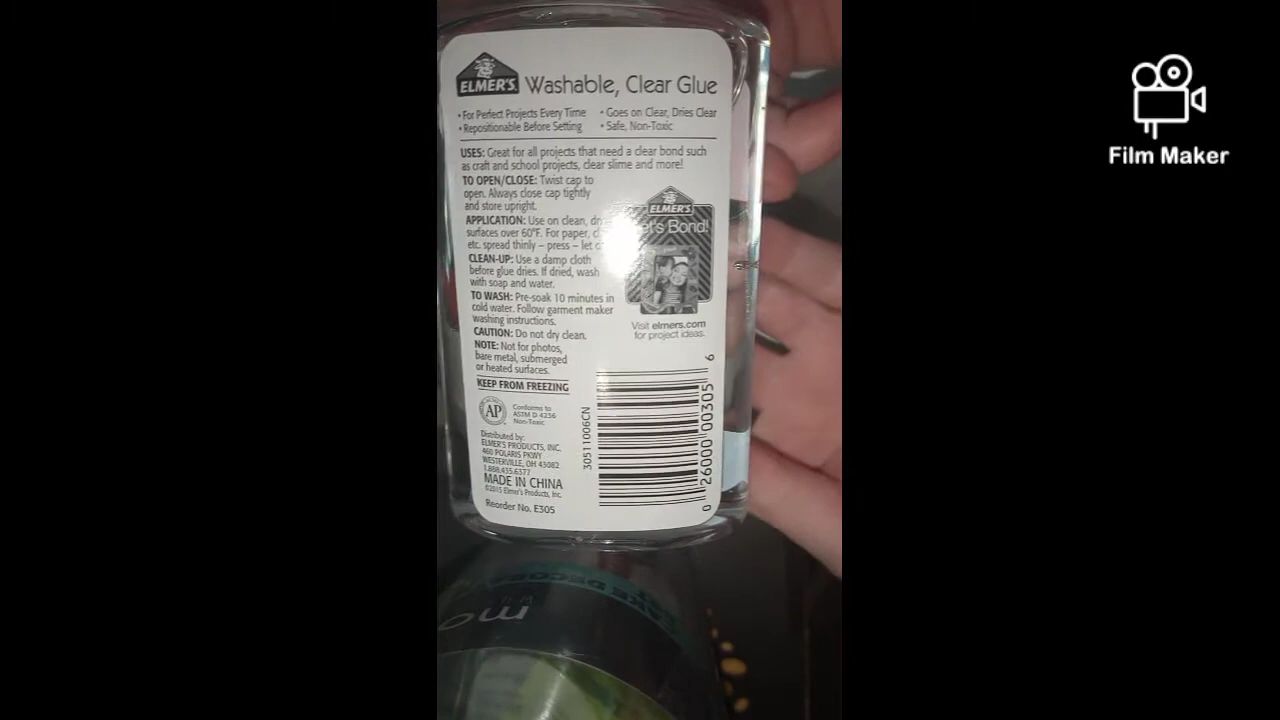 ELMER'S Washable, Clear Glue
• For Perfect Projects Every Time • Goes on Clear, Dries Clear
• Repositionable Before Setting • Safe, Non-Toxic
USES: Great for all projects that need a clear bond such
as craft and school projects, clear slime and more!
TO OPEN/CLOSE: Twist cap to
open. Always close cap tightly
and store upright.
APPLICATION: Use on clean,
surfaces over 60°F. For paper,
etc. spread thinly – press – let
CLEAN-UP: Use a damp cloth
before glue dries. If dried, wash
with soap and water.
TO WASH: Pre-soak 10 minutes in
cold water. Follow garment maker
washing instructions.
CAUTION: Do not dry clean.
NOTE: Not for photos,
bare metal, submerged
or heated surfaces.
KEEP FROM FREEZING
ELMER'S
Let's Bond!
Visit elmers.com
for project ideas.
AP
Conforms to
ASTM D 4236
Non-Toxic
Distributed by:
ELMER'S PRODUCTS, INC.
460 POLARIS PKWY
WESTERVILLE, OH 43082
1.888.435.6377
MADE IN CHINA
©2015 Elmer's Products, Inc.
Reorder No. E305
30511006CN
0 26000 00305 6
Film Maker